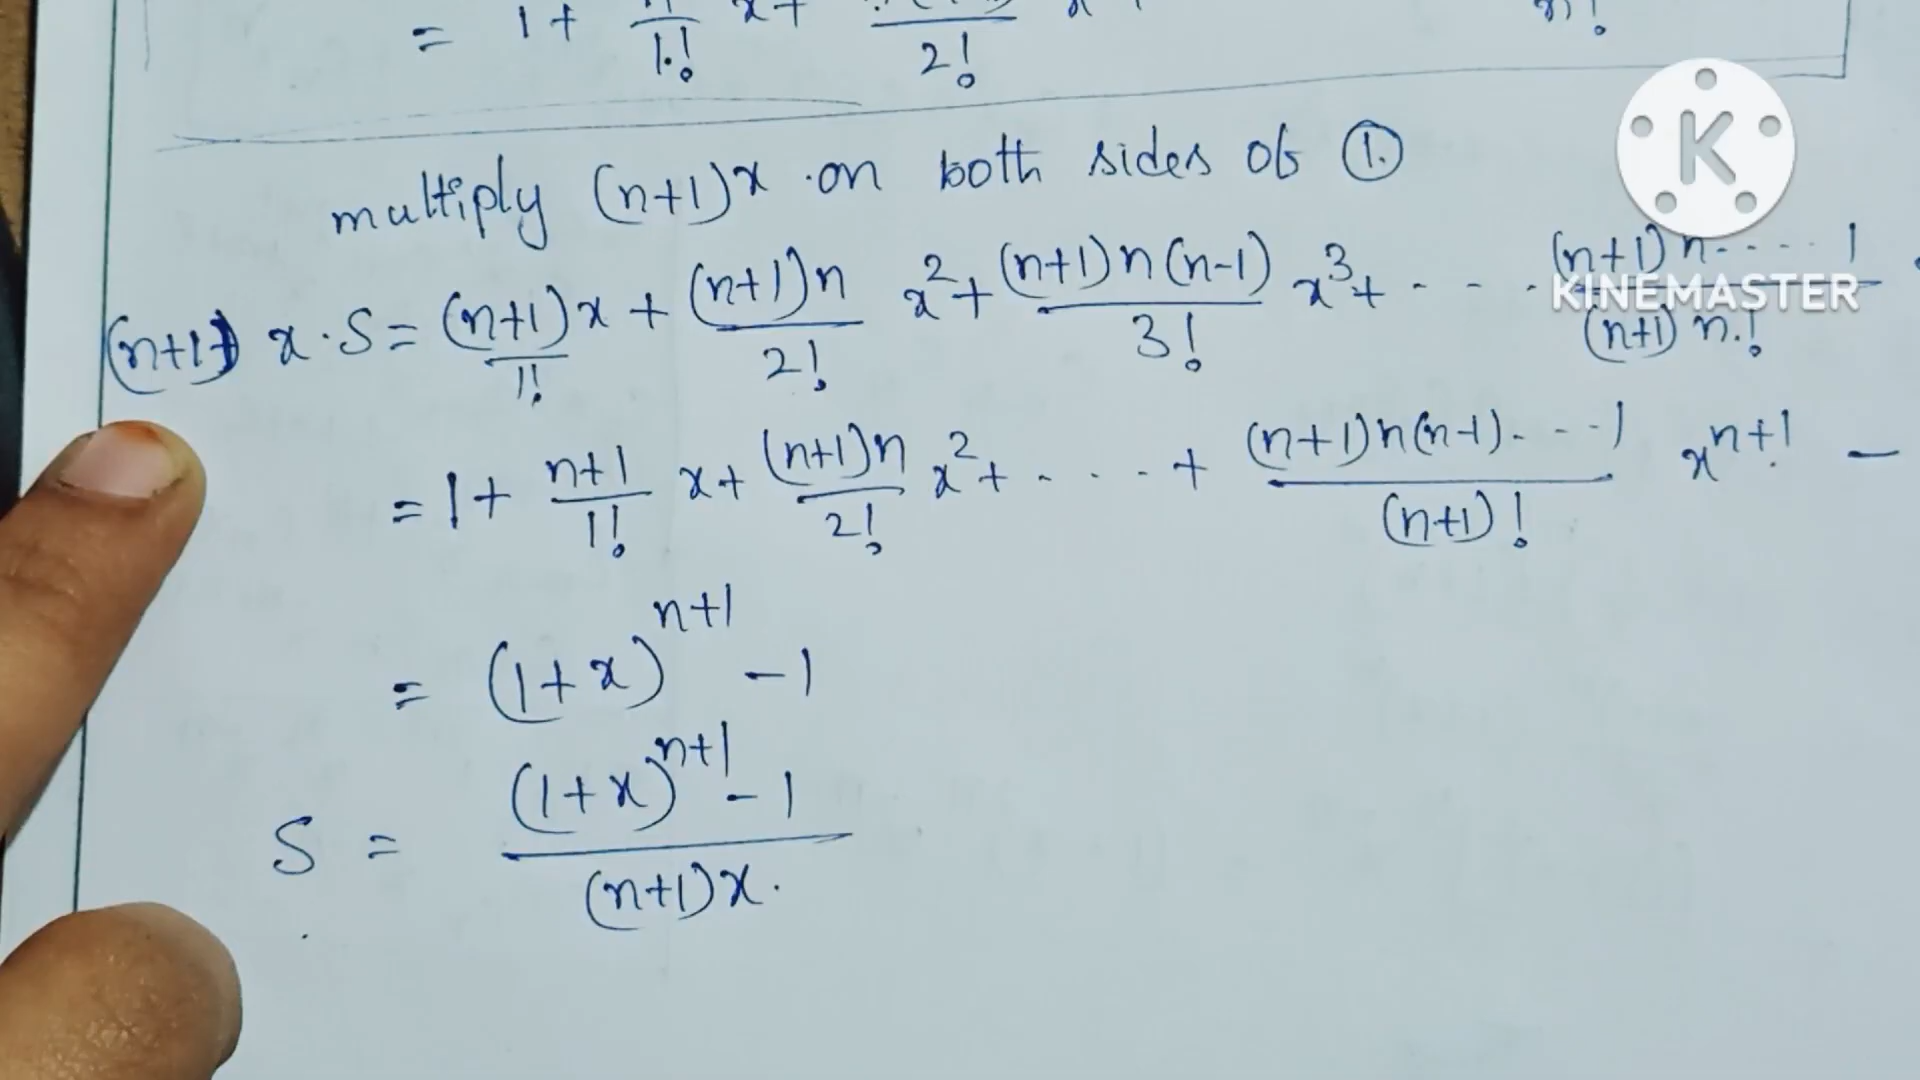 = 1 + n/1! x + /2! x n!
multiply (n+1)x on both sides of ①.
(n+1) x·S = (n+1)x/1! + (n+1)n/2! x² + (n+1)n(n-1)/3! x³ + - - - (n+1)n....1/(n+1)n!
K
KINEMASTER
= 1 + n+1/1! x + (n+1)n/2! x² + .... + (n+1)n(n-1)...1/(n+1)! x^n+1 -
= (1+x)^n+1 - 1
S = (1+x)^n+1 - 1/(n+1)x.